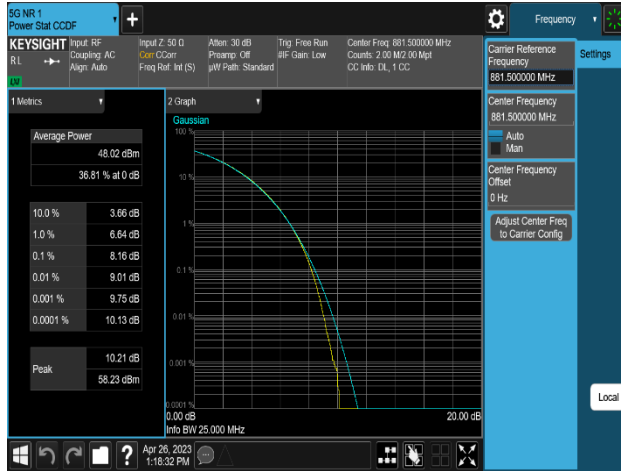 5G NR 1
Power Stat CCDF
Frequency
KEYSIGHT
R L
LNI
Input: RF
Coupling: AC
Align: Auto
Input Z: 50 Ω
Corr CCorr
Freq Ref: Int (S)
Atten: 30 dB
Preamp: Off
µW Path: Standard
Trig: Free Run
#IF Gain: Low
Center Freq: 881.500000 MHz
Counts: 2.00 M/2.00 Mpt
CC Info: DL, 1 CC
Carrier Reference
Frequency
881.500000 MHz
Settings
Center Frequency
881.500000 MHz
Auto
Man
Center Frequency
Offset
0 Hz
Adjust Center Freq
to Carrier Config
Local
1 Metrics
Average Power
48.02 dBm
36.81 % at 0 dB
10.0 % 3.66 dB
1.0 % 6.64 dB
0.1 % 8.16 dB
0.01 % 9.01 dB
0.001 % 9.75 dB
0.0001 % 10.13 dB
Peak
10.21 dB
58.23 dBm
2 Graph
Gaussian
100 %
10 %
1 %
0.1 %
0.01 %
0.001 %
0.0001 %
0.00 dB
20.00 dB
Info BW 25.000 MHz
?
Apr 26, 2023
1:18:32 PM